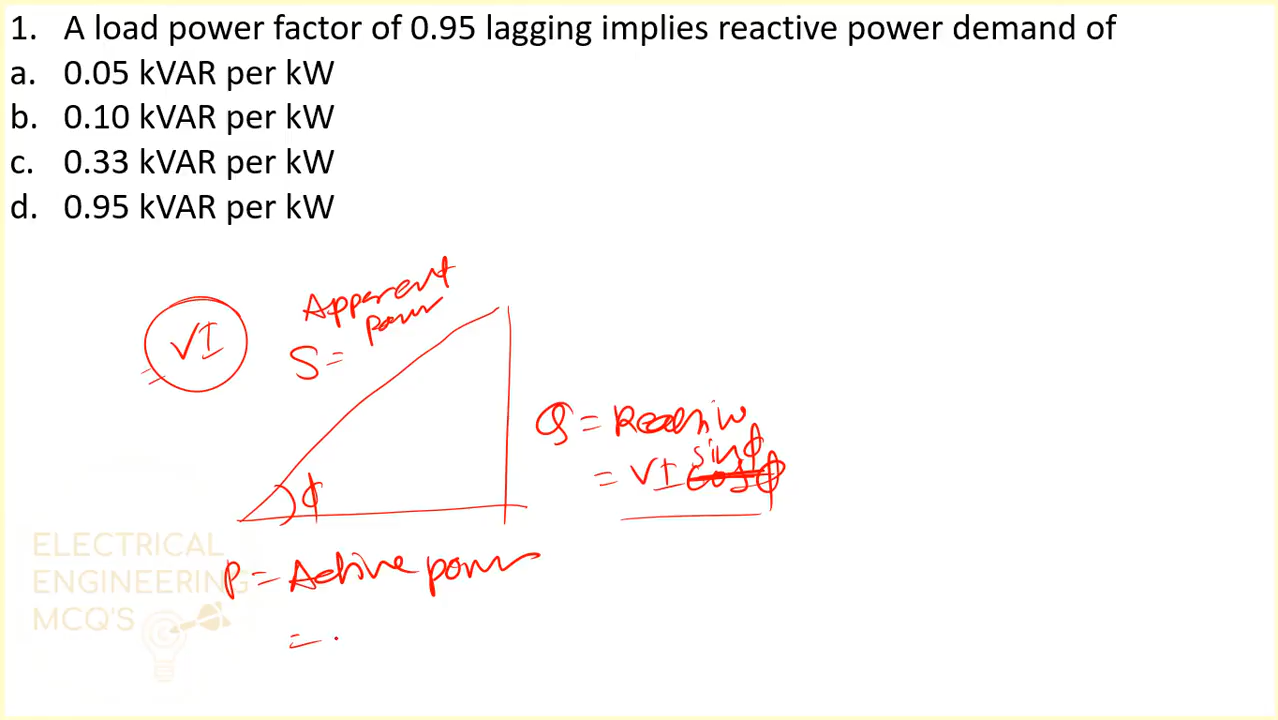 1. A load power factor of 0.95 lagging implies reactive power demand of
a. 0.05 kVAR per kW
b. 0.10 kVAR per kW
c. 0.33 kVAR per kW
d. 0.95 kVAR per kW
Apparent
power
VI
S =
Q = Reactive
sinϕ
= VI cosϕ
ϕ
P = Active power
=
ELECTRICAL
ENGINEERING
MCQ'S